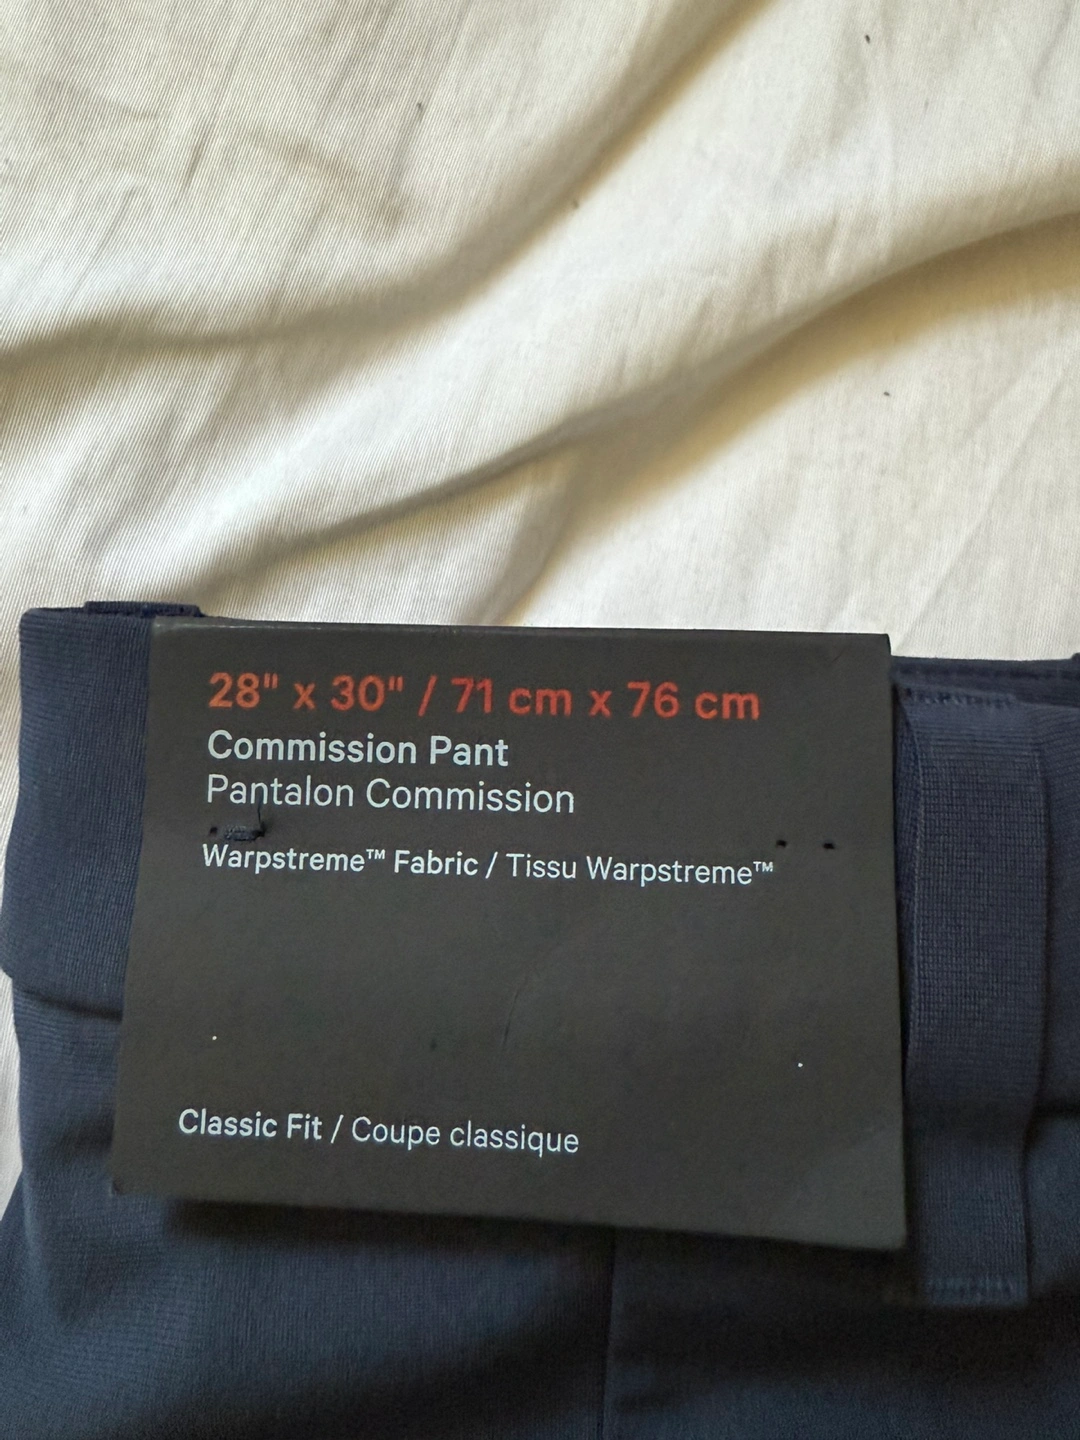 28" x 30" / 71 cm x 76 cm
Commission Pant
Pantalon Commission
Warpstreme™ Fabric / Tissu Warpstreme™
Classic Fit / Coupe classique